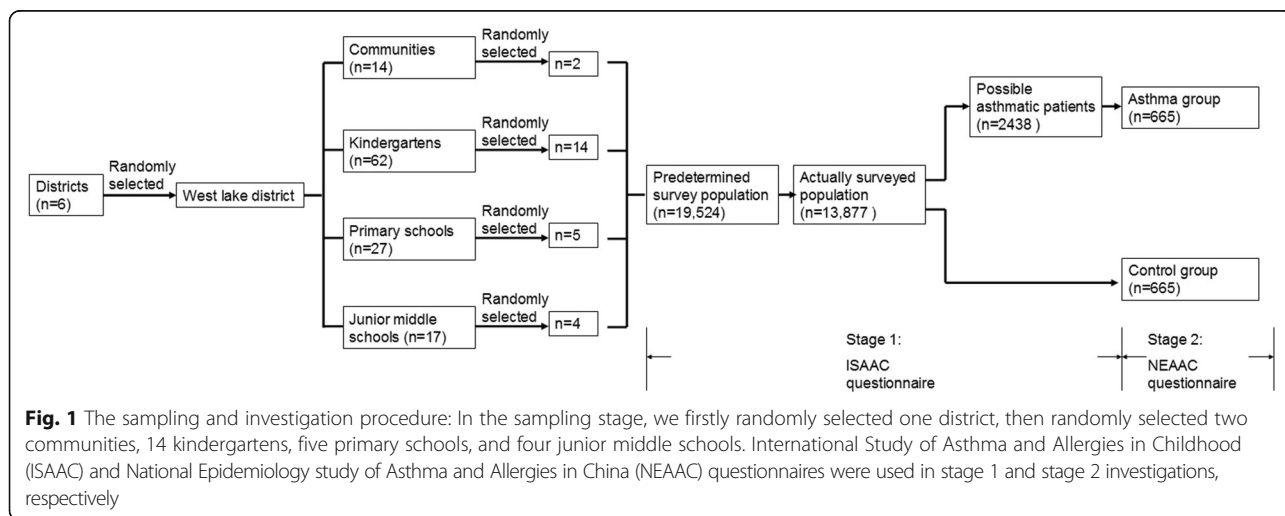 Districts
(n=6)
Randomly
selected
West lake district
Communities
(n=14)
Randomly
selected
n=2
Kindergartens
(n=62)
Randomly
selected
n=14
Primary schools
(n=27)
Randomly
selected
n=5
Junior middle
schools (n=17)
Randomly
selected
n=4
Predetermined
survey population
(n=19,524)
Actually surveyed
population
(n=13,877 )
Possible
asthmatic patients
(n=2438 )
Asthma group
(n=665)
Control group
(n=665)
Stage 1:
ISAAC
questionnaire
Stage 2:
NEAAC
questionnaire
Fig. 1 The sampling and investigation procedure: In the sampling stage, we firstly randomly selected one district, then randomly selected two
communities, 14 kindergartens, five primary schools, and four junior middle schools. International Study of Asthma and Allergies in Childhood
(ISAAC) and National Epidemiology study of Asthma and Allergies in China (NEAAC) questionnaires were used in stage 1 and stage 2 investigations,
respectively